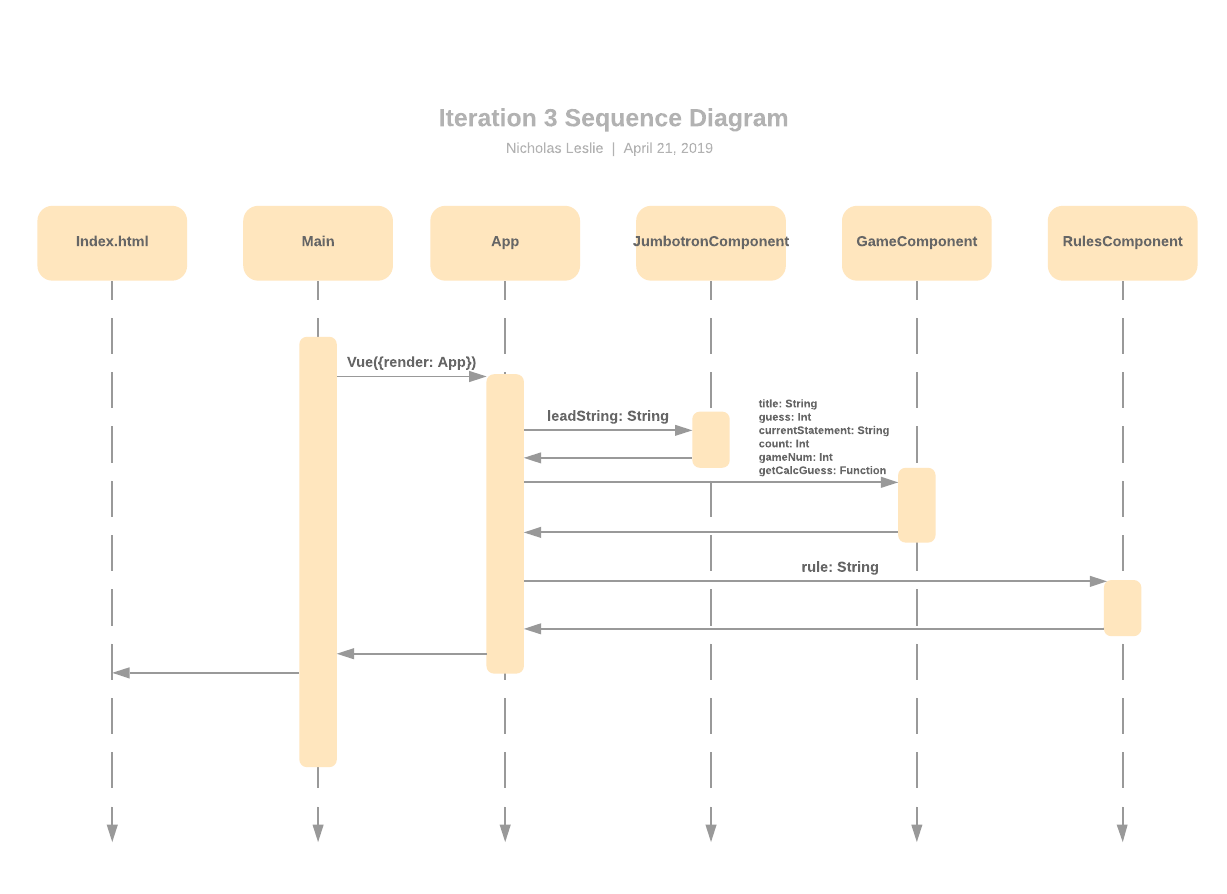 Iteration 3 Sequence Diagram
Nicholas Leslie | April 21, 2019
Index.html
Main
App
JumbotronComponent
GameComponent
RulesComponent
Vue({render: App})
leadString: String
title: String
guess: Int
currentStatement: String
count: Int
gameNum: Int
getCalcGuess: Function
rule: String